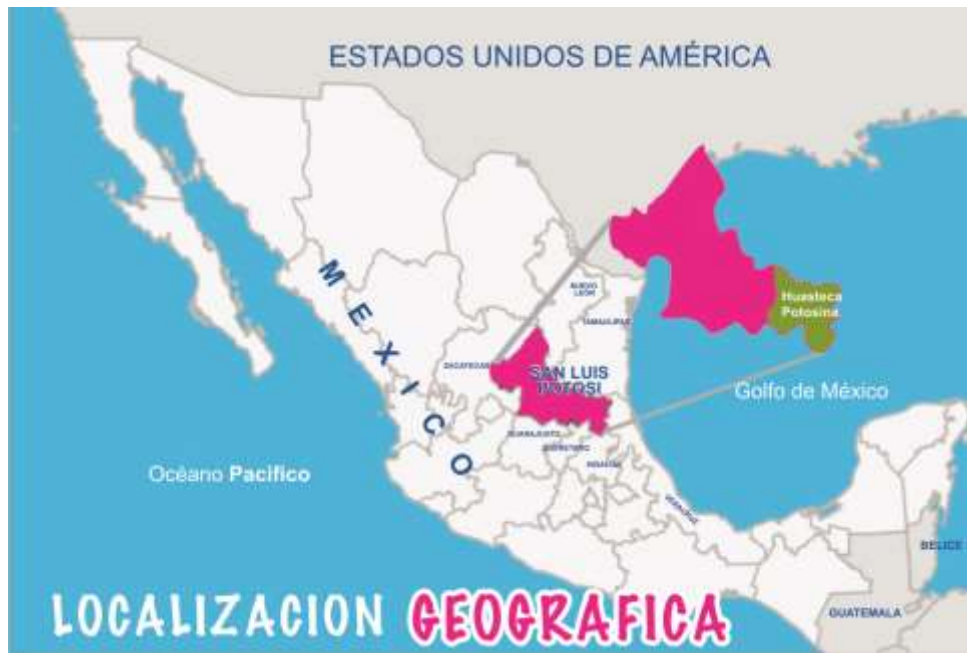 ESTADOS UNIDOS DE AMÉRICA
MEXICO
NUEVO
LEÓN
TAMAULIPAS
Huasteca
Potosina
ZACATECAS
SAN LUIS
POTOSI
Golfo de México
GUANAJUATO
QUERETARO
HIDALGO
VERACRUZ
Océano Pacifico
BELICE
GUATEMALA
LOCALIZACION GEOGRAFICA